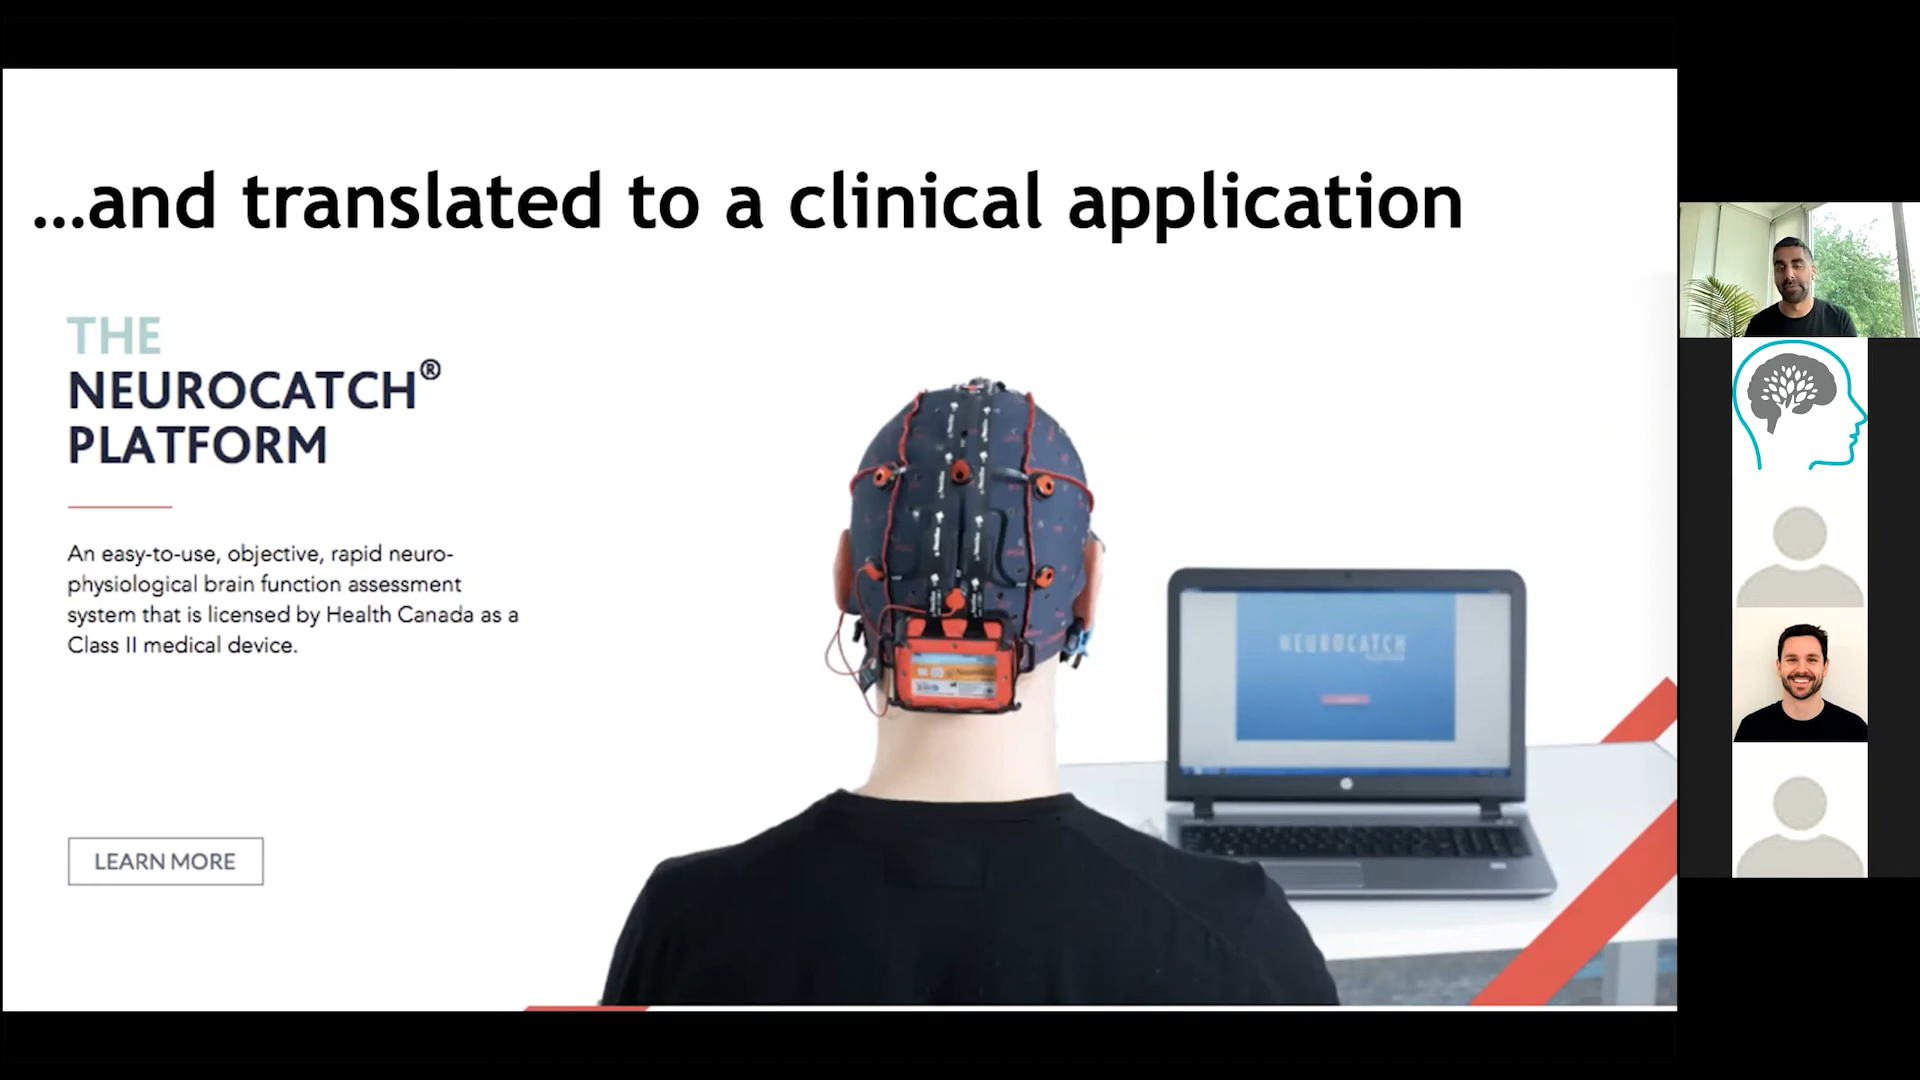 ...and translated to a clinical application
THE
NEUROCATCH®
PLATFORM
An easy-to-use, objective, rapid neuro-
physiological brain function assessment
system that is licensed by Health Canada as a
Class II medical device.
LEARN MORE
NEUROCATCH